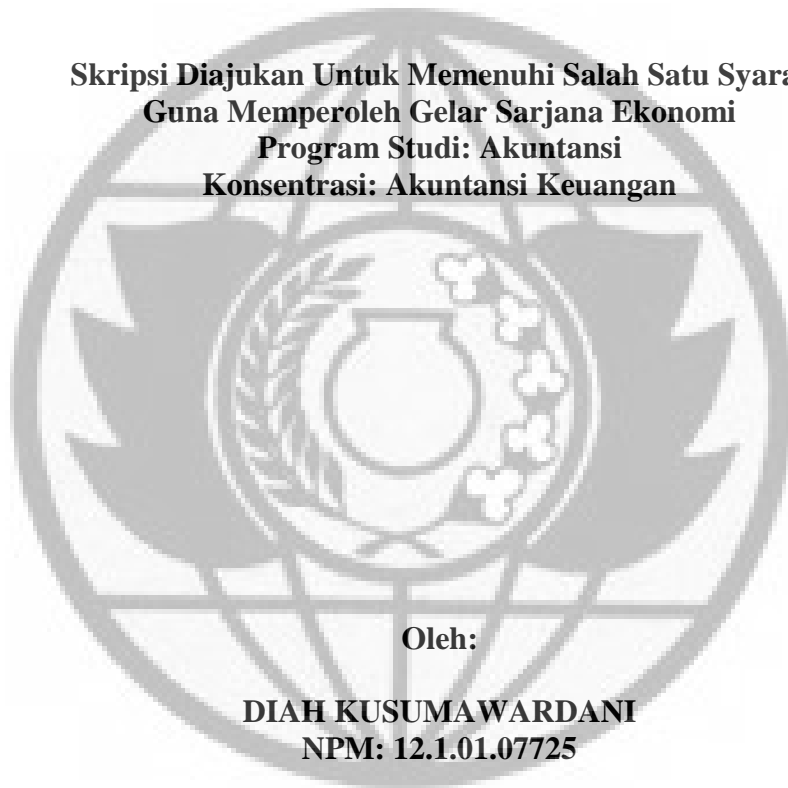 Skripsi Diajukan Untuk Memenuhi Salah Satu Syara
Guna Memperoleh Gelar Sarjana Ekonomi
Program Studi: Akuntansi
Konsentrasi: Akuntansi Keuangan
Oleh:
DIAH KUSUMAWARDANI
NPM: 12.1.01.07725